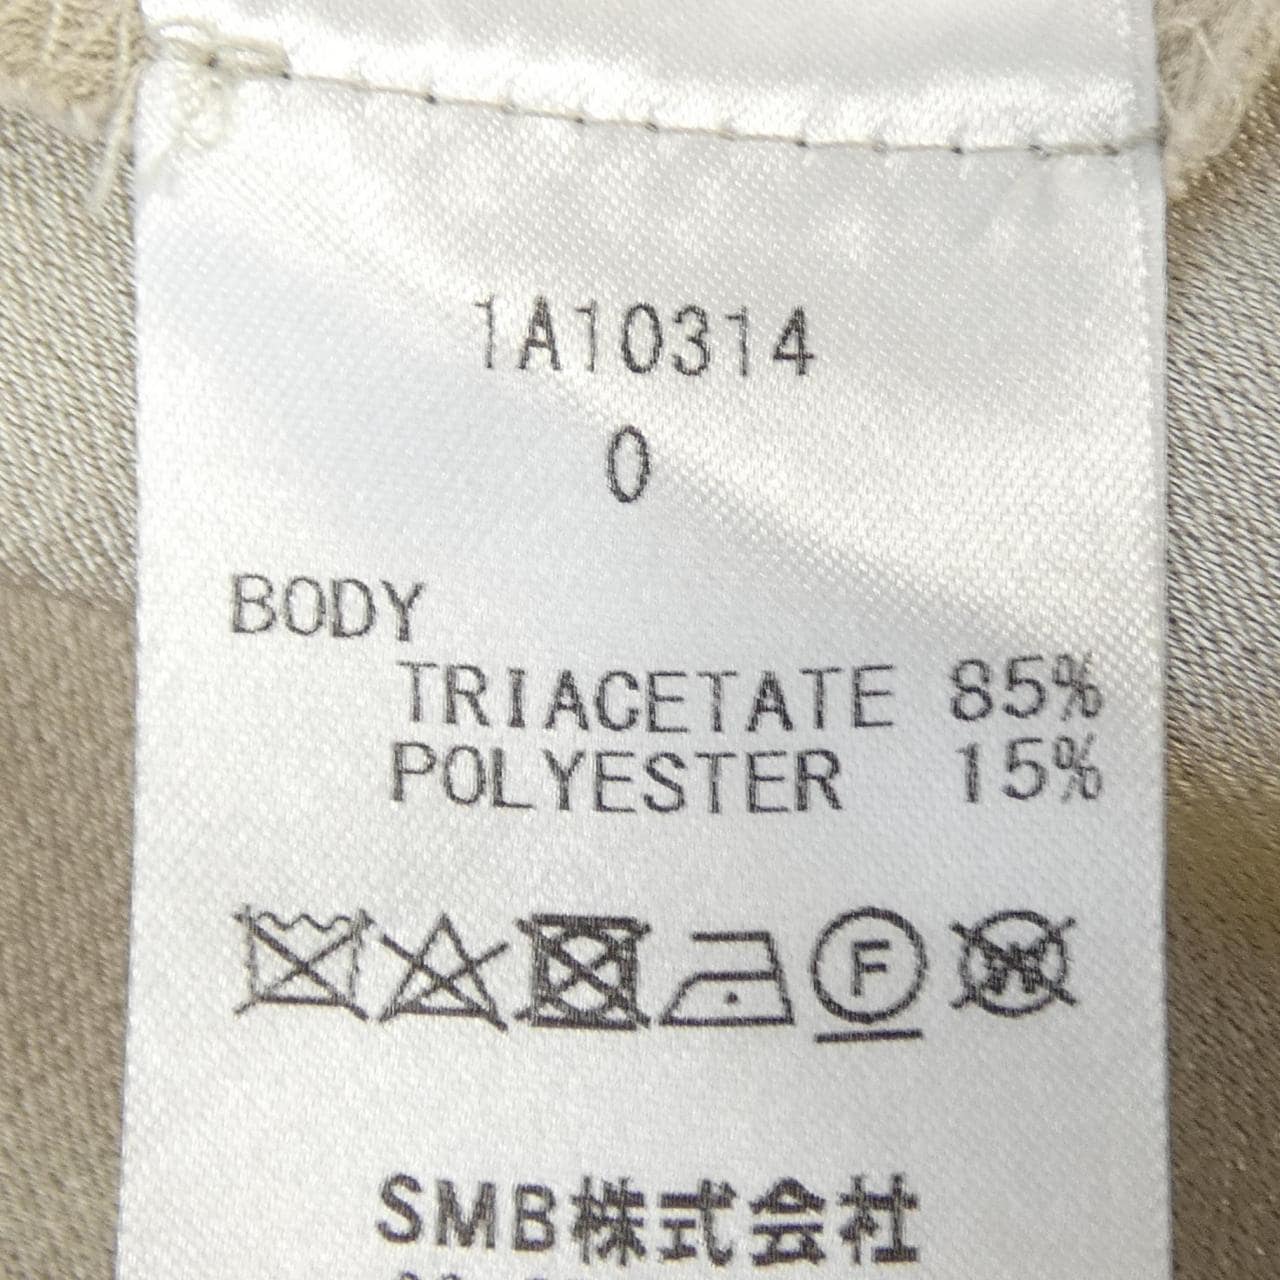 1A10314
0
BODY
TRIACETATE 85%
POLYESTER 15%
F
W
SMB株式会社